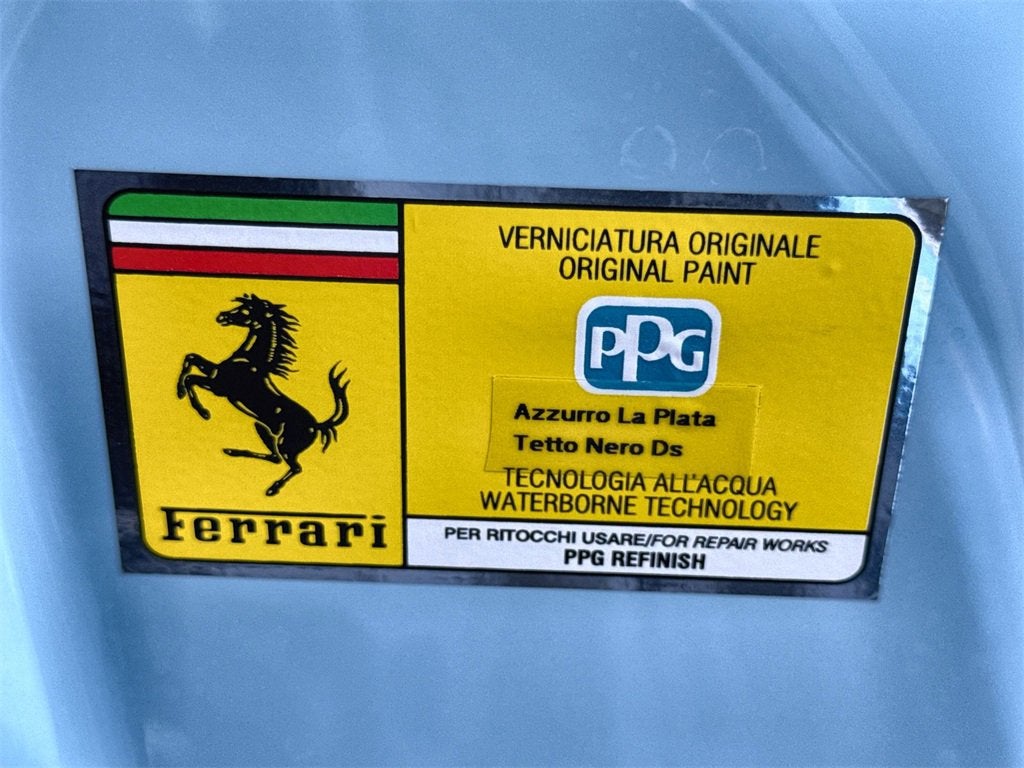 Ferrari
VERNICIATURA ORIGINALE
ORIGINAL PAINT
PPG
Azzurro La Plata
Tetto Nero Ds
TECNOLOGIA ALL'ACQUA
WATERBORNE TECHNOLOGY
PER RITOCCHI USARE/FOR REPAIR WORKS
PPG REFINISH